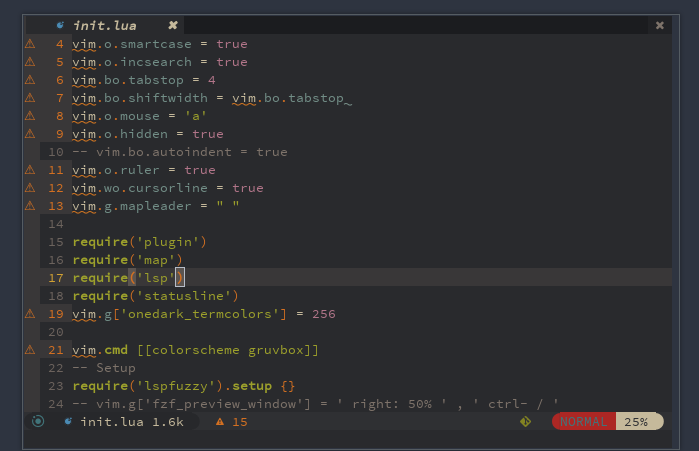 init.lua
4 vim.o.smartcase = true
5 vim.o.incsearch = true
6 vim.bo.tabstop = 4
7 vim.bo.shiftwidth = vim.bo.tabstop
8 vim.o.mouse = 'a'
9 vim.o.hidden = true
10 -- vim.bo.autoindent = true
11 vim.o.ruler = true
12 vim.wo.cursorline = true
13 vim.g.mapleader = " "
14
15 require('plugin')
16 require('map')
17 require('lsp')
18 require('statusline')
19 vim.g['onedark_termcolors'] = 256
20
21 vim.cmd [[colorscheme gruvbox]]
22 -- Setup
23 require('lspfuzzy').setup {}
24 -- vim.g['fzf_preview_window'] = ' right: 50% ' , ' ctrl- / '
init.lua 1.6k 15 NORMAL 25%